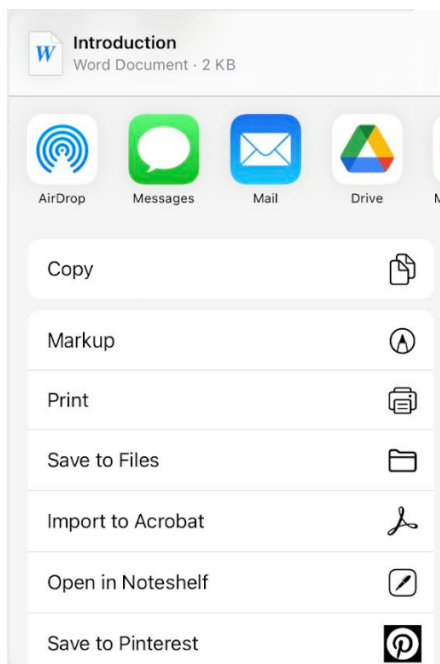 W
Introduction
Word Document · 2 KB
AirDrop
Messages
Mail
Drive
Copy
Markup
Print
Save to Files
Import to Acrobat
Open in Noteshelf
Save to Pinterest